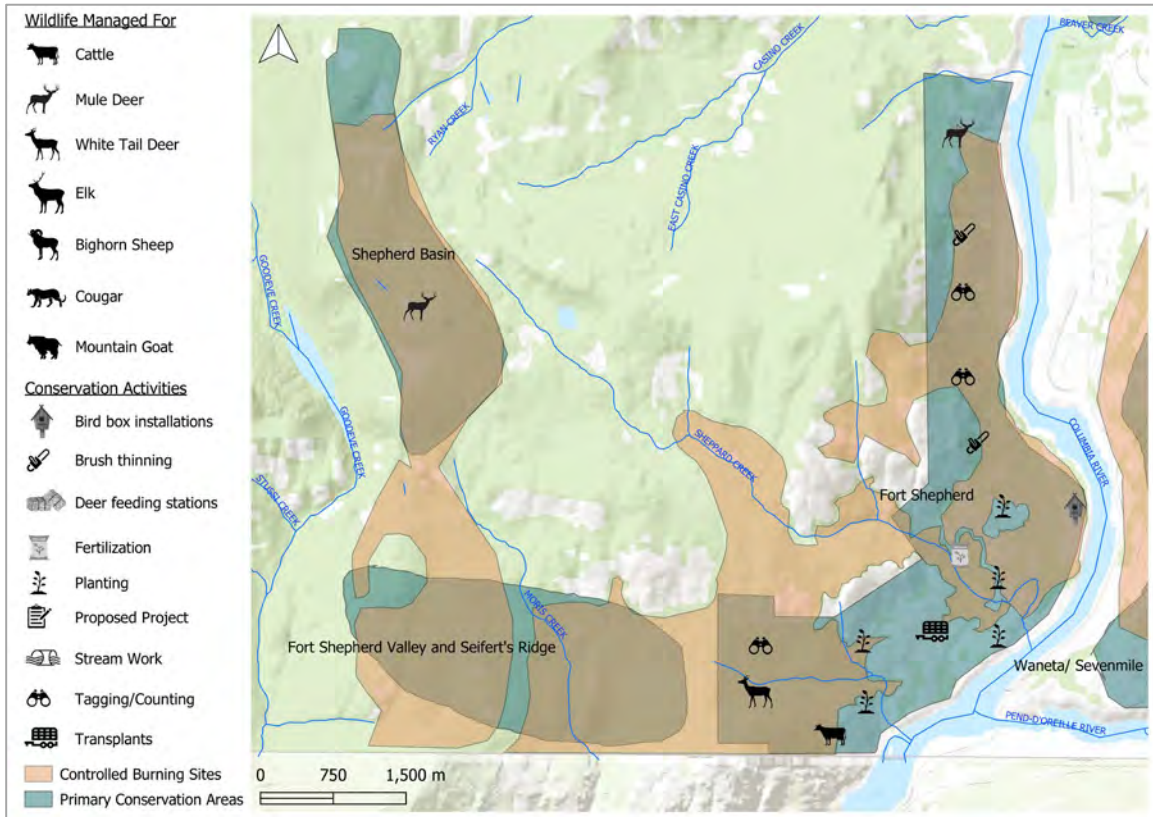 Wildlife Managed For
Cattle
Mule Deer
White Tail Deer
Elk
Bighorn Sheep
Cougar
Mountain Goat
Conservation Activities
Bird box installations
Brush thinning
Deer feeding stations
Fertilization
Planting
Proposed Project
Stream Work
Tagging/Counting
Transplants
Controlled Burning Sites
Primary Conservation Areas
BEAVER CREEK
CASINO CREEK
RYAN CREEK
EAST CASINO CREEK
Shepherd Basin
GOODEVE CREEK
GOODEVE CREEK
SHEPPARD CREEK
COLUMBIA RIVER
Fort Shepherd
MORIS CREEK
Fort Shepherd Valley and Seifert's Ridge
Waneta/ Sevenmile
PEND-D'OREILLE RIVER
0 750 1,500 m